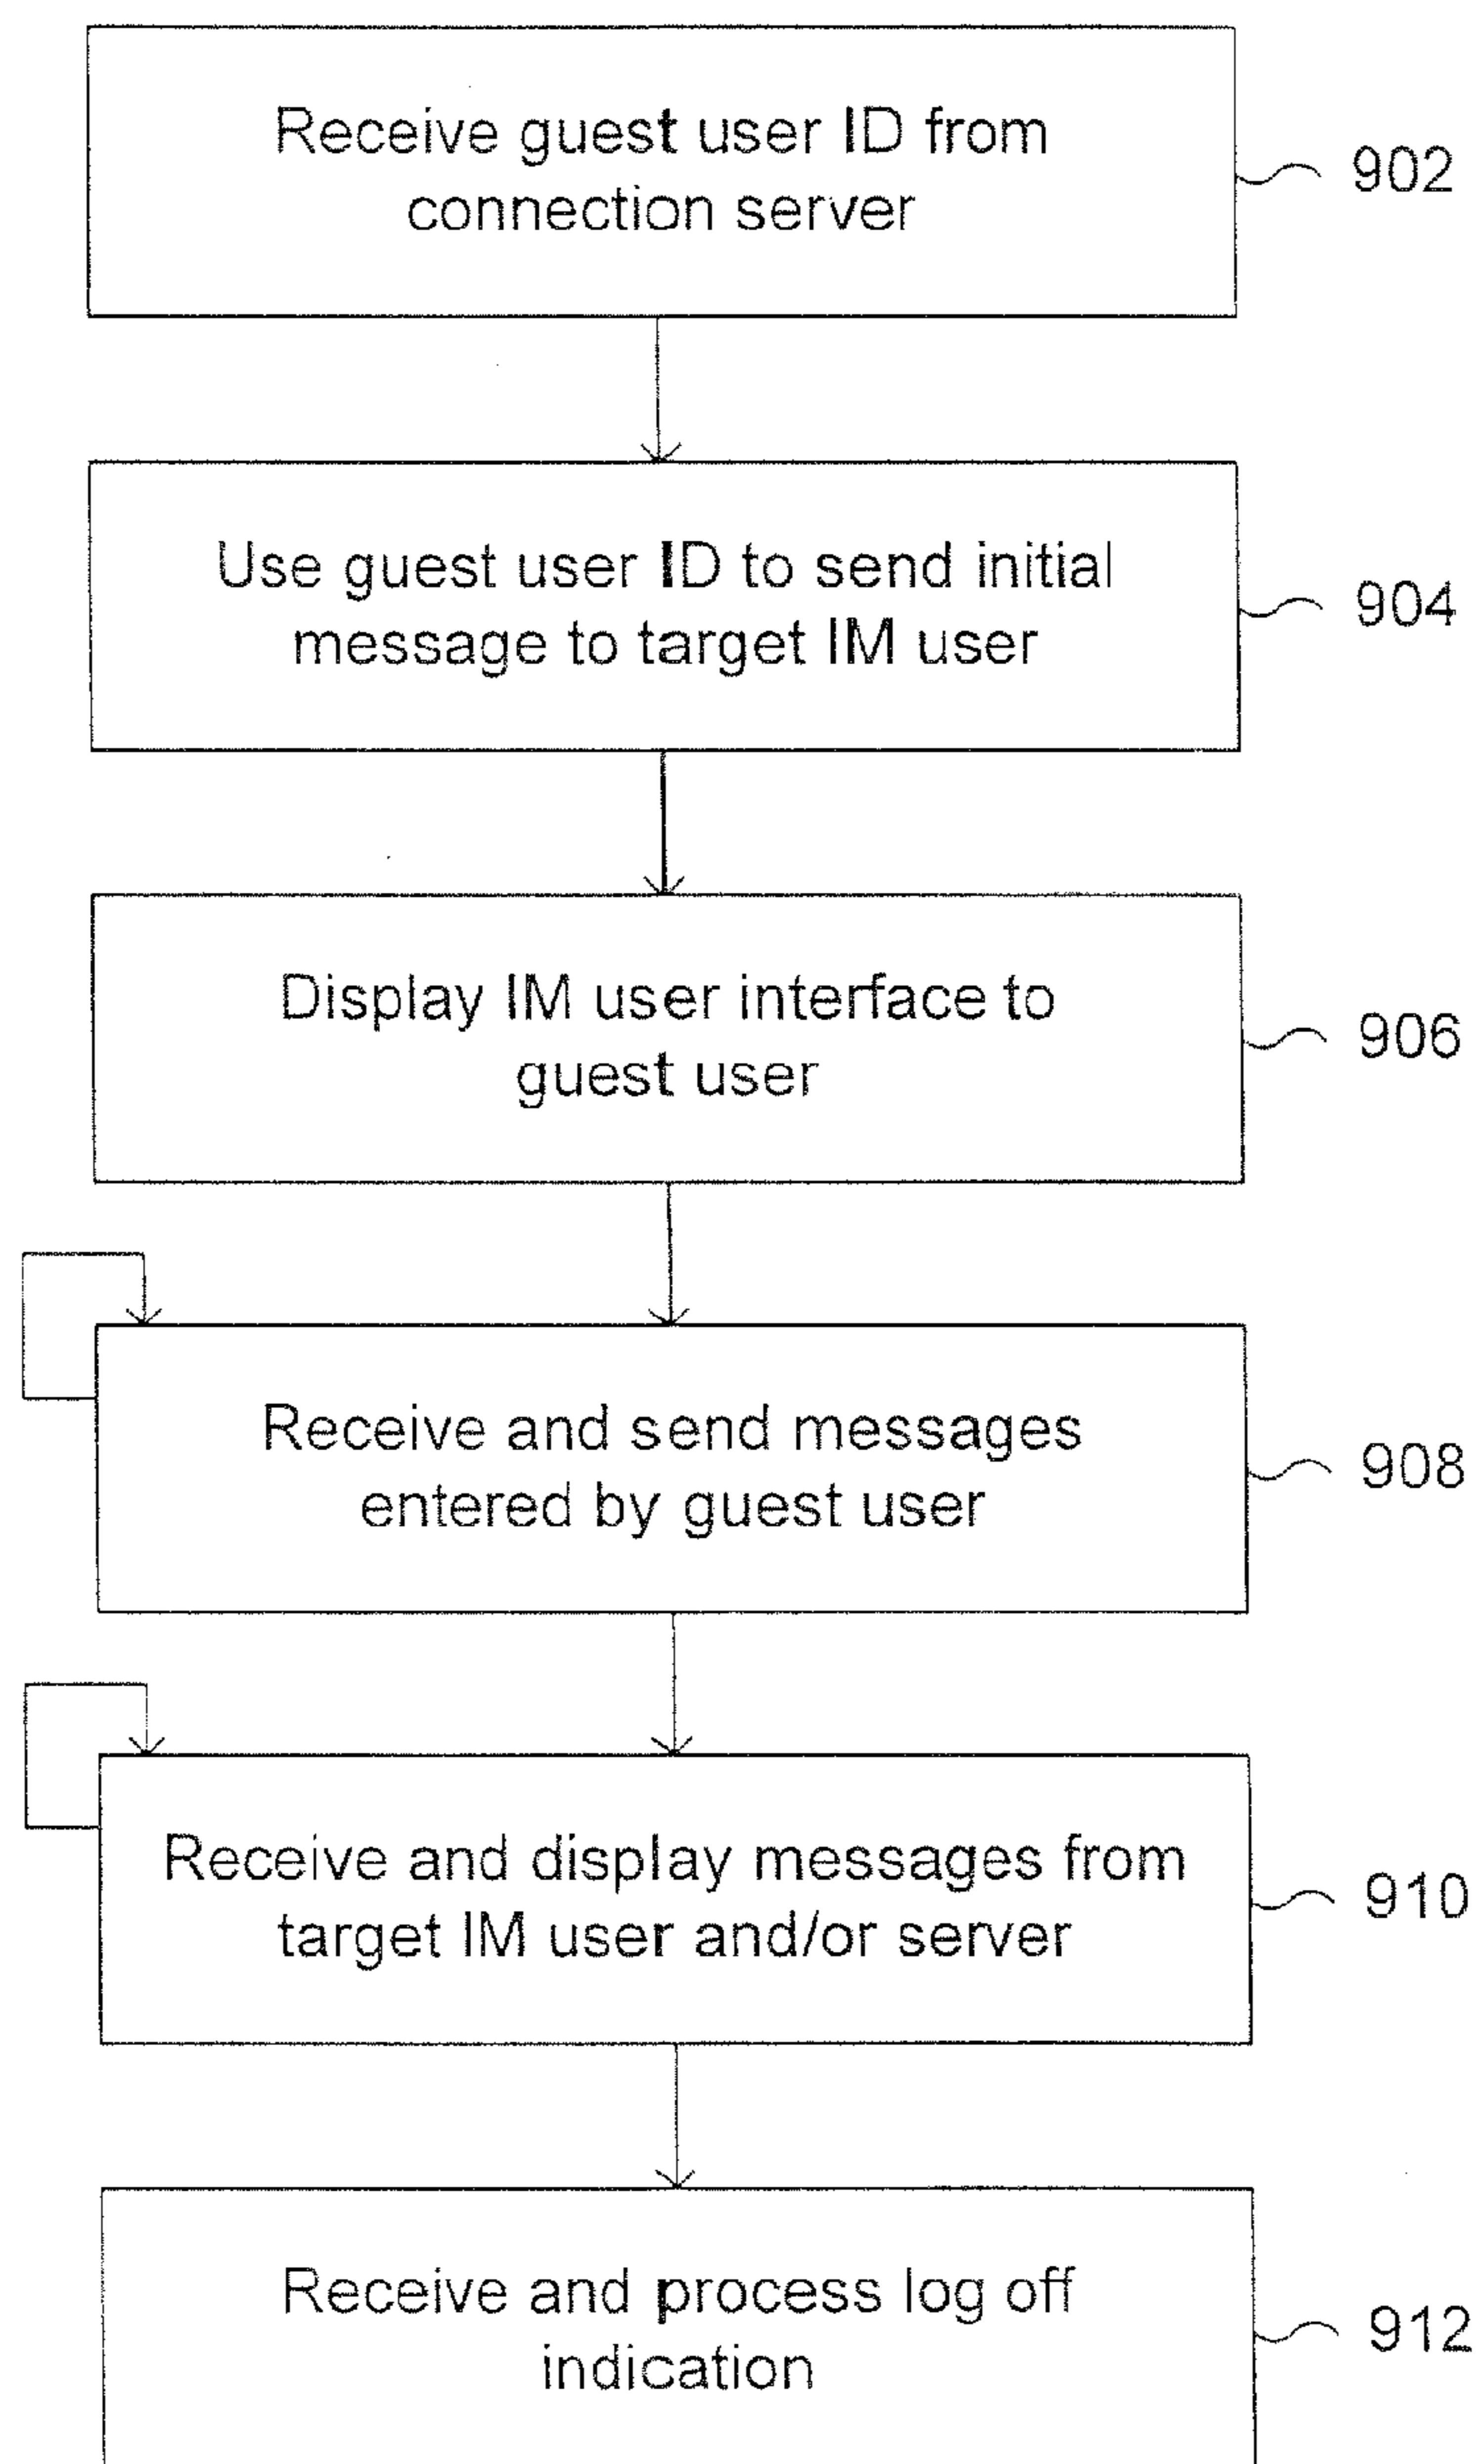 Receive guest user ID from
connection server
902
Use guest user ID to send initial
message to target IM user
904
Display IM user interface to
guest user
906
Receive and send messages
entered by guest user
908
Receive and display messages from
target IM user and/or server
910
Receive and process log off
indication
912